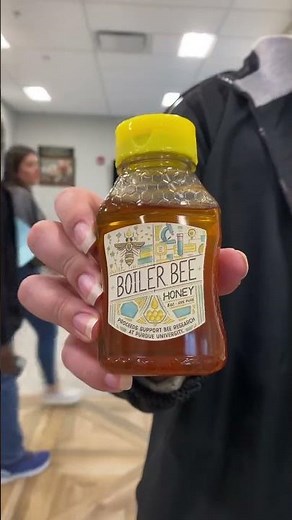 BOILER BEE
HONEY
PROCEEDS SUPPORT BEE RESEARCH
AT PURDUE UNIVERSITY